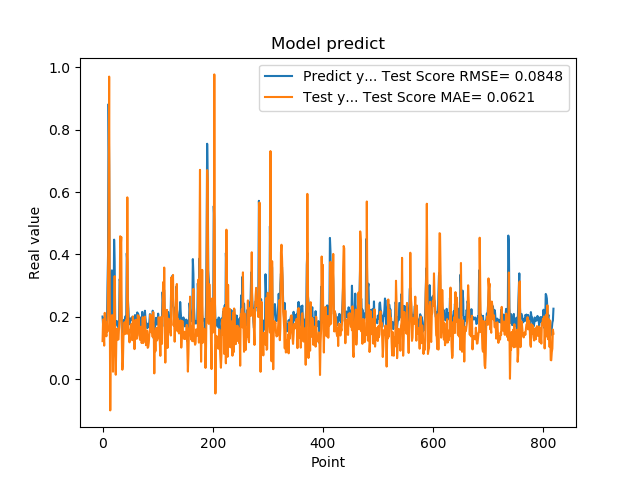 Model predict
Predict y... Test Score RMSE= 0.0848
Test y... Test Score MAE= 0.0621
1.0
0.8
0.6
0.4
0.2
0.0
Real value
0 200 400 600 800
Point